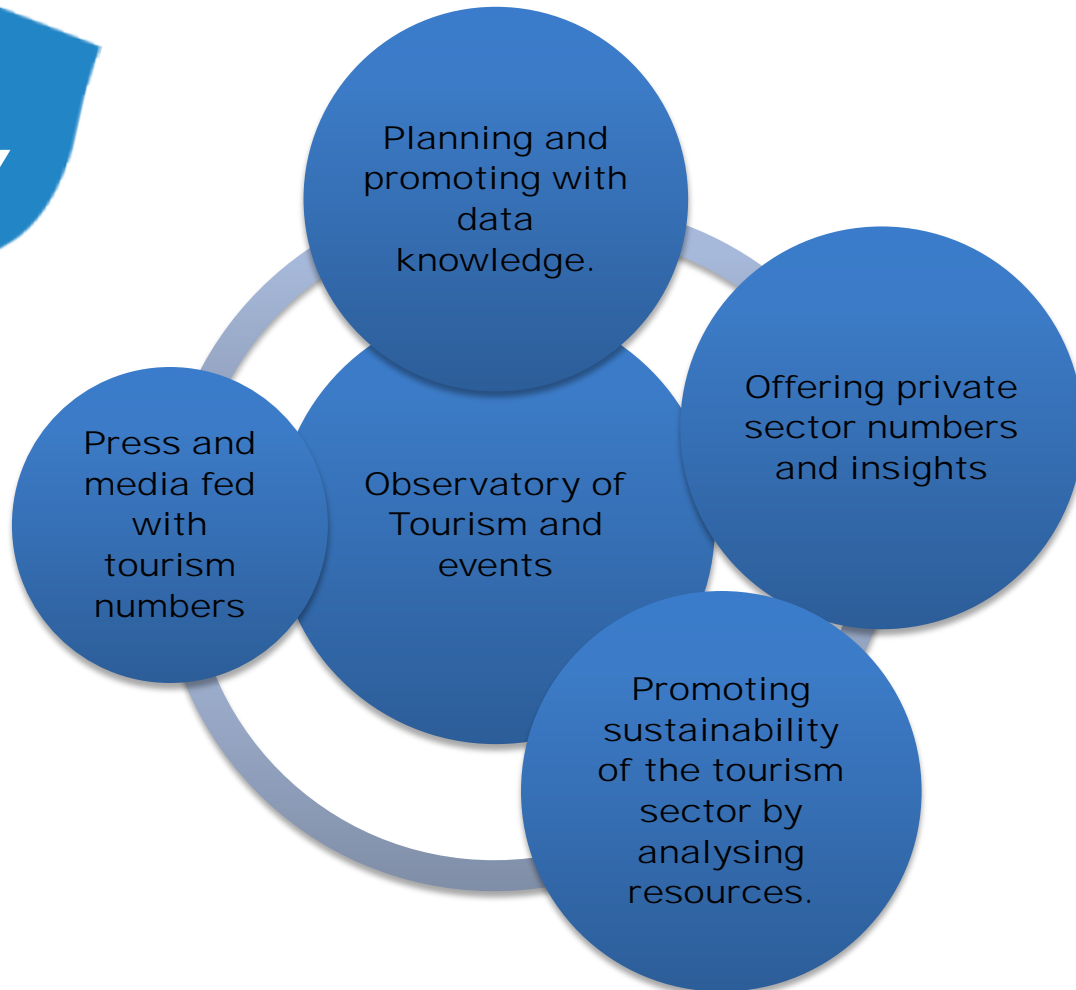 Planning and
promoting with
data
knowledge.
Offering private
sector numbers
and insights
Press and
media fed
with
tourism
numbers
Observatory of
Tourism and
events
Promoting
sustainability
of the tourism
sector by
analysing
resources.